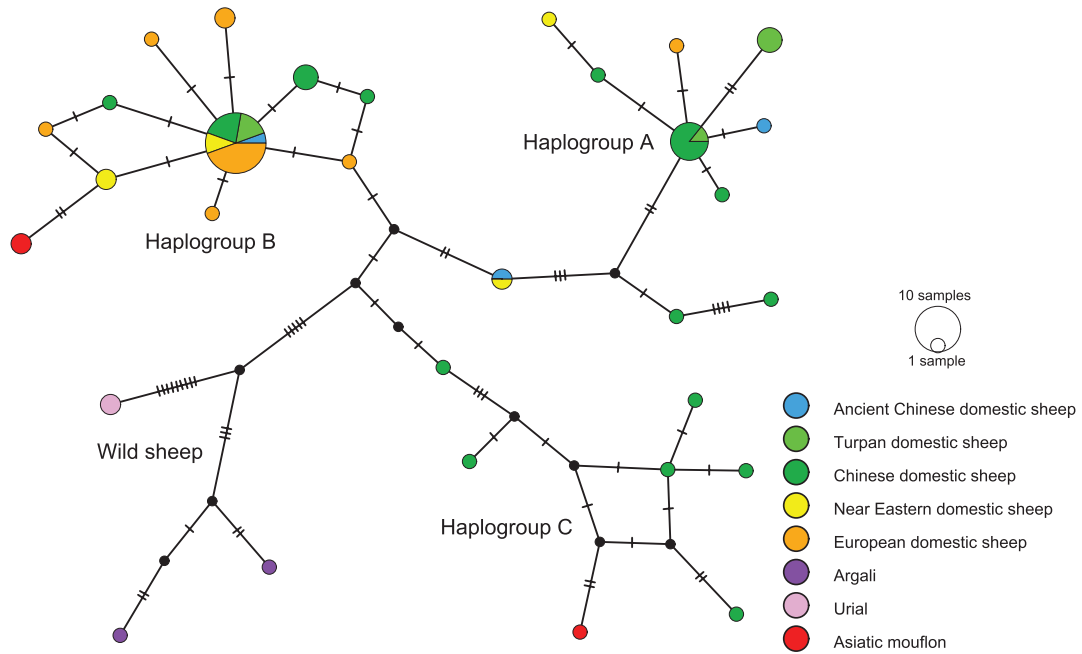 Haplogroup A
Haplogroup B
10 samples
1 sample
Wild sheep
Haplogroup C
Ancient Chinese domestic sheep
Turpan domestic sheep
Chinese domestic sheep
Near Eastern domestic sheep
European domestic sheep
Argali
Urial
Asiatic mouflon